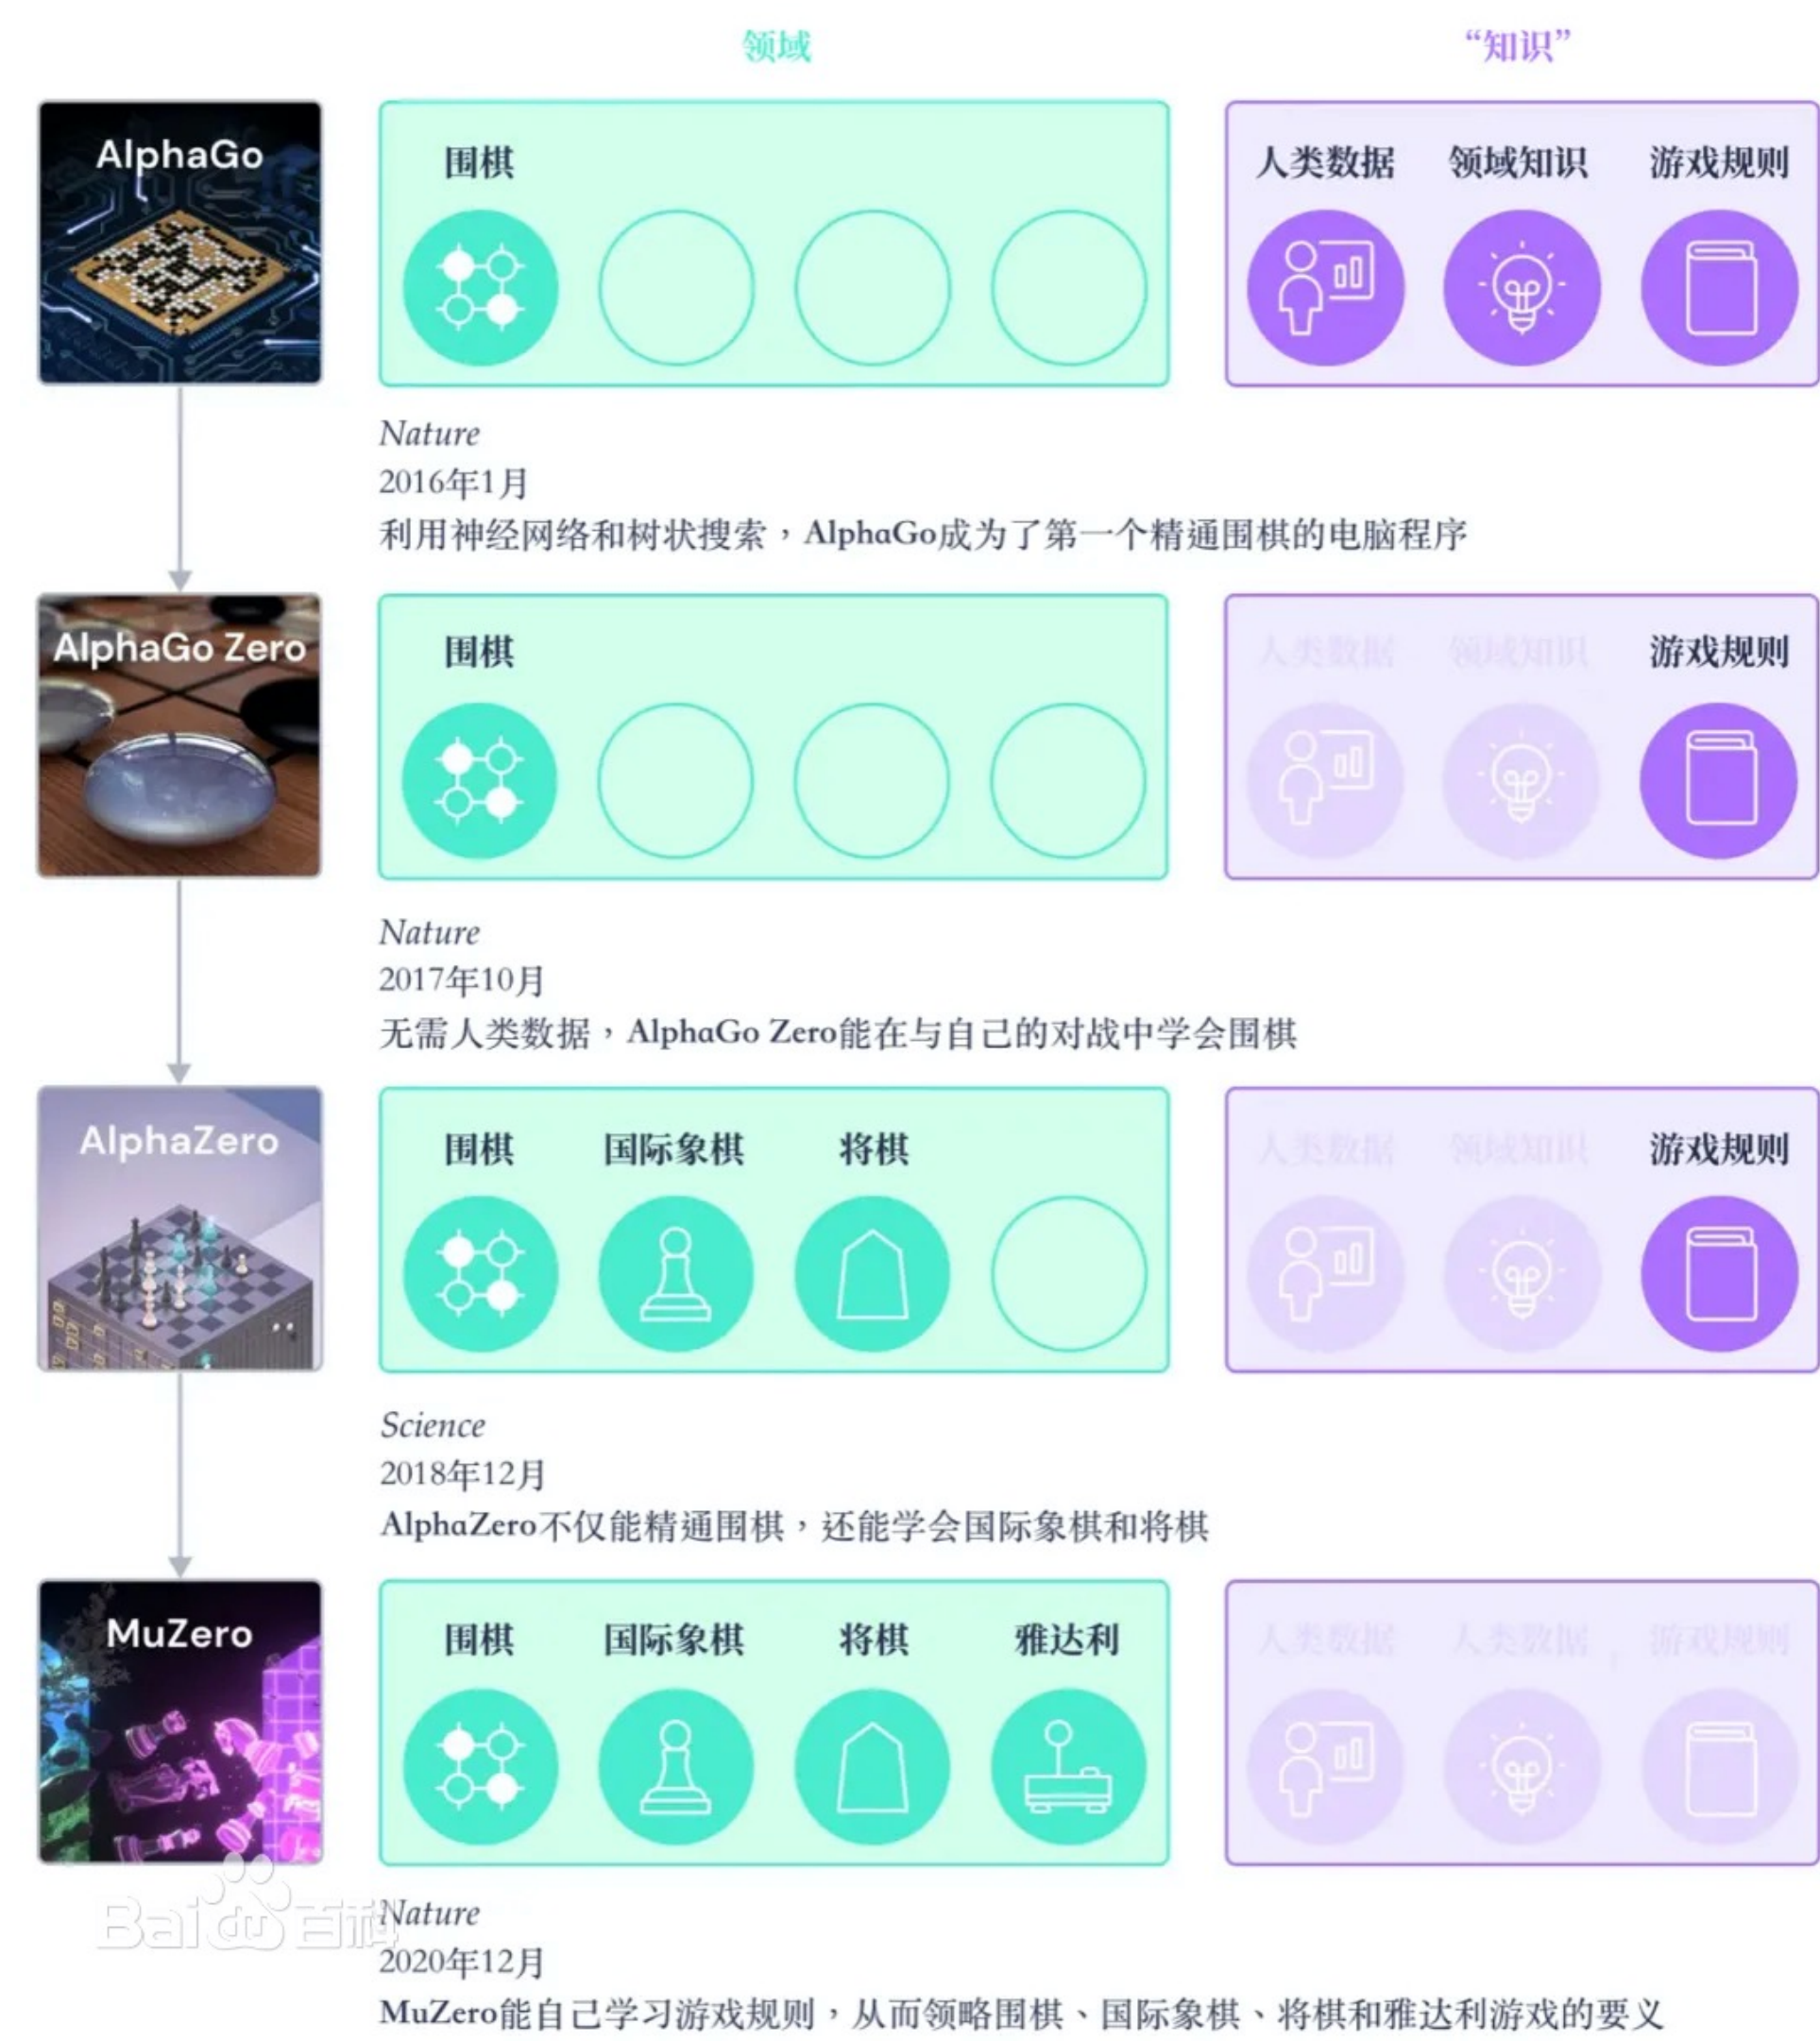 领域
“知识”
AlphaGo
围棋
人类数据 领域知识 游戏规则
Nature
2016年1月
利用神经网络和树状搜索，AlphaGo成为了第一个精通围棋的电脑程序
AlphaGo Zero
围棋
人类数据 领域知识 游戏规则
Nature
2017年10月
无需人类数据，AlphaGo Zero能在与自己的对战中学会围棋
AlphaZero
围棋 国际象棋 将棋
人类数据 领域知识 游戏规则
Science
2018年12月
AlphaZero不仅能精通围棋，还能学会国际象棋和将棋
MuZero
围棋 国际象棋 将棋 雅达利
人类数据 人类数据 游戏规则
Baidu百科
Nature
2020年12月
MuZero能自己学习游戏规则，从而领略围棋、国际象棋、将棋和雅达利游戏的要义